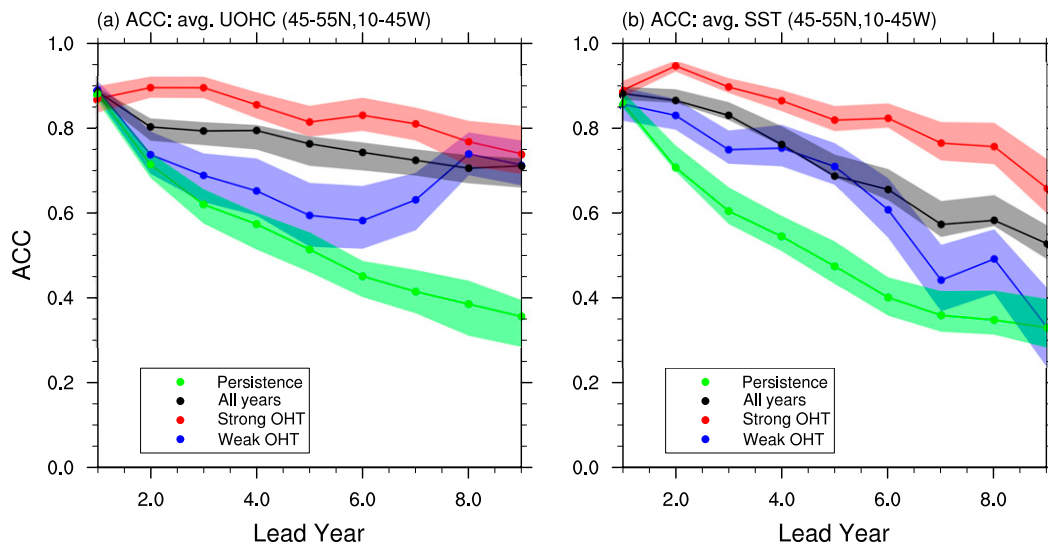 (a) ACC: avg. UOHC (45-55N,10-45W)
1.0
0.8
0.6
0.4
0.2
0.0
ACC
2.0 4.0 6.0 8.0
Lead Year
Persistence
All years
Strong OHT
Weak OHT
(b) ACC: avg. SST (45-55N,10-45W)
1.0
0.8
0.6
0.4
0.2
0.0
2.0 4.0 6.0 8.0
Lead Year
Persistence
All years
Strong OHT
Weak OHT